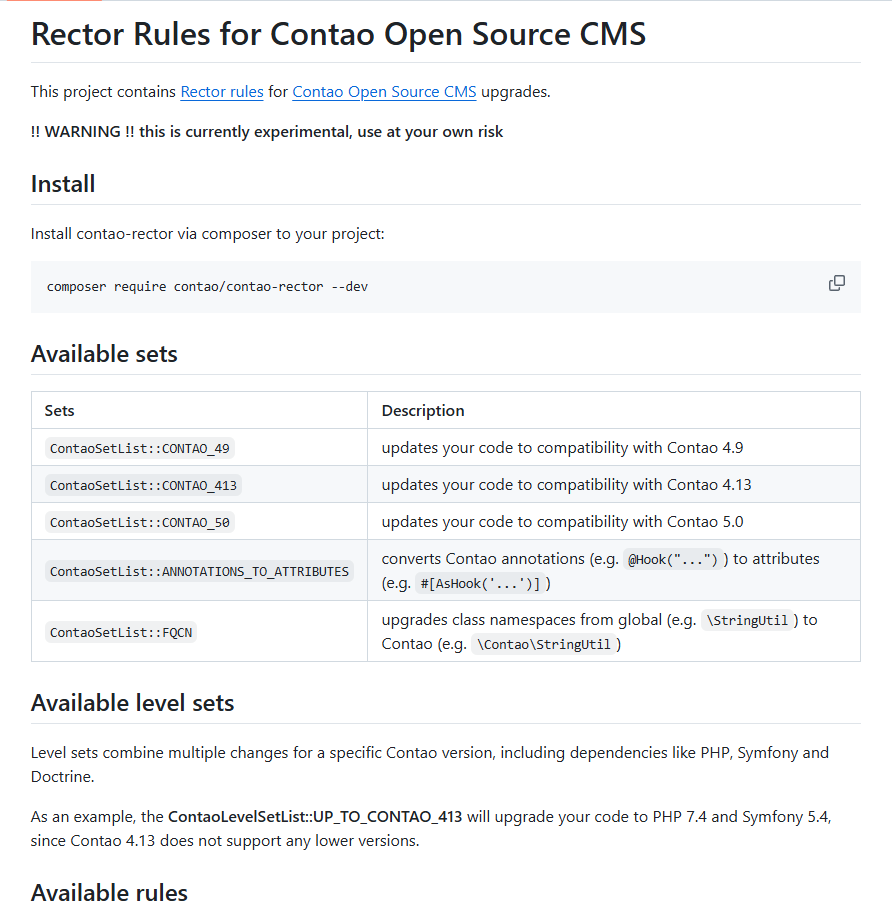 Rector Rules for Contao Open Source CMS
This project contains Rector rules for Contao Open Source CMS upgrades.
!! WARNING !! this is currently experimental, use at your own risk
Install
Install contao-rector via composer to your project:
composer require contao/contao-rector --dev
Available sets
Sets Description
ContaoSetList::CONTAO_49 updates your code to compatibility with Contao 4.9
ContaoSetList::CONTAO_413 updates your code to compatibility with Contao 4.13
ContaoSetList::CONTAO_50 updates your code to compatibility with Contao 5.0
ContaoSetList::ANNOTATIONS_TO_ATTRIBUTES converts Contao annotations (e.g. @Hook("...") ) to attributes
(e.g. #[AsHook('...')] )
ContaoSetList::FQCN upgrades class namespaces from global (e.g. \StringUtil ) to
Contao (e.g. \Contao\StringUtil )
Available level sets
Level sets combine multiple changes for a specific Contao version, including dependencies like PHP, Symfony and
Doctrine.
As an example, the ContaoLevelSetList::UP_TO_CONTAO_413 will upgrade your code to PHP 7.4 and Symfony 5.4,
since Contao 4.13 does not support any lower versions.
Available rules